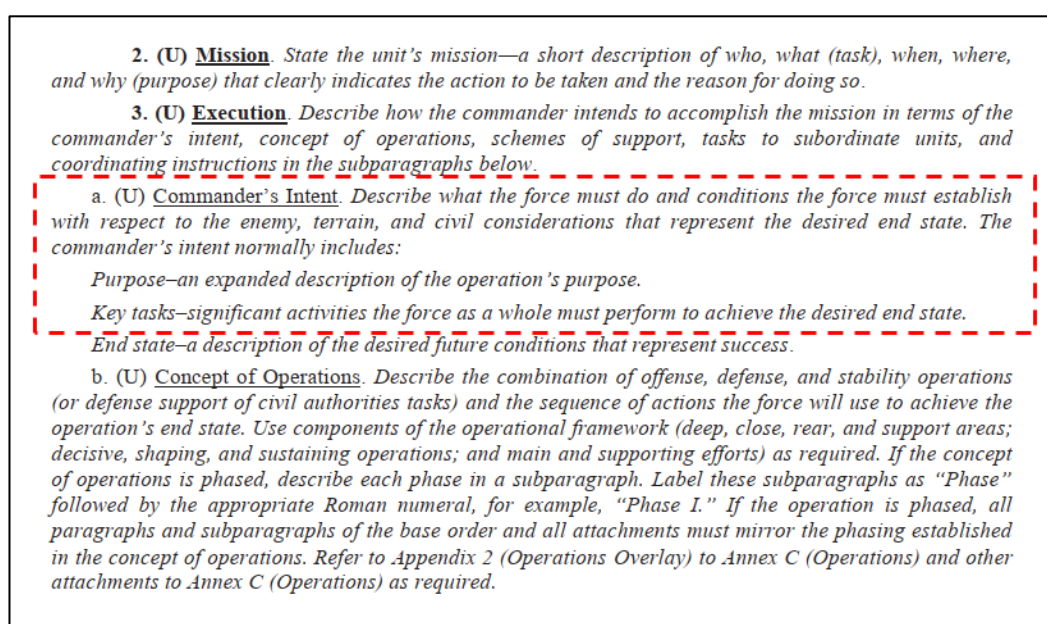 2. (U) Mission. State the unit's mission—a short description of who, what (task), when, where,
and why (purpose) that clearly indicates the action to be taken and the reason for doing so.
3. (U) Execution. Describe how the commander intends to accomplish the mission in terms of the
commander's intent, concept of operations, schemes of support, tasks to subordinate units, and
coordinating instructions in the subparagraphs below.
a. (U) Commander's Intent. Describe what the force must do and conditions the force must establish
with respect to the enemy, terrain, and civil considerations that represent the desired end state. The
commander's intent normally includes:
Purpose–an expanded description of the operation's purpose.
Key tasks–significant activities the force as a whole must perform to achieve the desired end state.
End state–a description of the desired future conditions that represent success.
b. (U) Concept of Operations. Describe the combination of offense, defense, and stability operations
(or defense support of civil authorities tasks) and the sequence of actions the force will use to achieve the
operation's end state. Use components of the operational framework (deep, close, rear, and support areas;
decisive, shaping, and sustaining operations; and main and supporting efforts) as required. If the concept
of operations is phased, describe each phase in a subparagraph. Label these subparagraphs as “Phase”
followed by the appropriate Roman numeral, for example, “Phase I.” If the operation is phased, all
paragraphs and subparagraphs of the base order and all attachments must mirror the phasing established
in the concept of operations. Refer to Appendix 2 (Operations Overlay) to Annex C (Operations) and other
attachments to Annex C (Operations) as required.